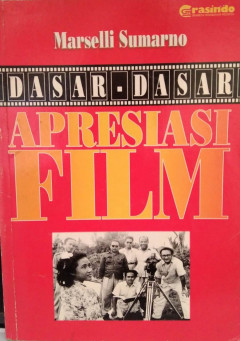 Grasindo
Marselli Sumarno
DASAR-DASAR
APRESIASI
FILM